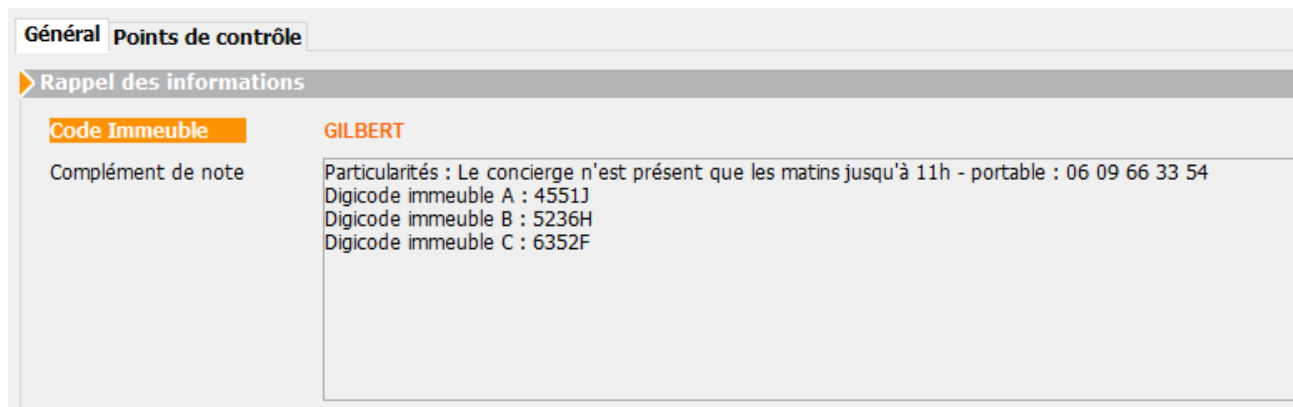 Général Points de contrôle
Rappel des informations
Code Immeuble GILBERT
Complément de note Particularités : Le concierge n'est présent que les matins jusqu'à 11h - portable : 06 09 66 33 54
Digicode immeuble A : 4551J
Digicode immeuble B : 5236H
Digicode immeuble C : 6352F